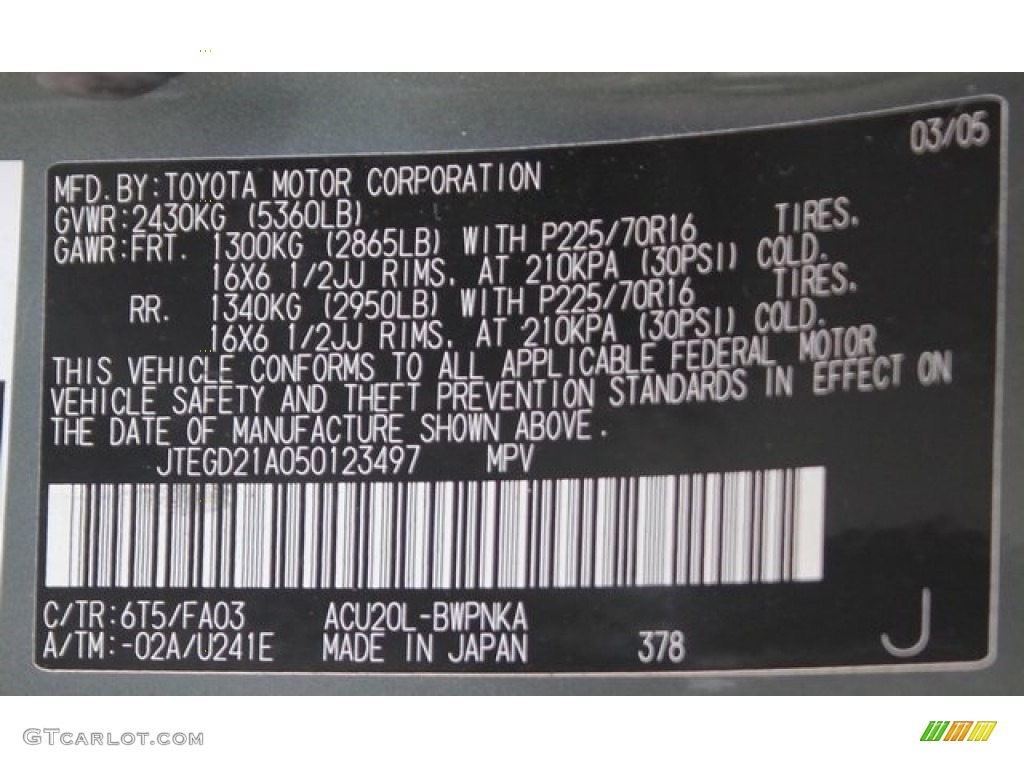 03/05
MFD.BY:TOYOTA MOTOR CORPORATION
GVWR:2430KG (5360LB)
GAWR:FRT. 1300KG (2865LB) WITH P225/70R16 TIRES.
16X6 1/2JJ RIMS, AT 210KPA (30PSI) COLD.
RR. 1340KG (2950LB) WITH P225/70R16 TIRES.
16X6 1/2JJ RIMS, AT 210KPA (30PSI) COLD.
THIS VEHICLE CONFORMS TO ALL APPLICABLE FEDERAL MOTOR
VEHICLE SAFETY AND THEFT PREVENTION STANDARDS IN EFFECT ON
THE DATE OF MANUFACTURE SHOWN ABOVE.
JTEGD21A050123497 MPV
C/TR:6T5/FA03 ACU20L-BWPNKA
A/TM:-02A/U241E MADE IN JAPAN 378 J
GTCARLOT.COM